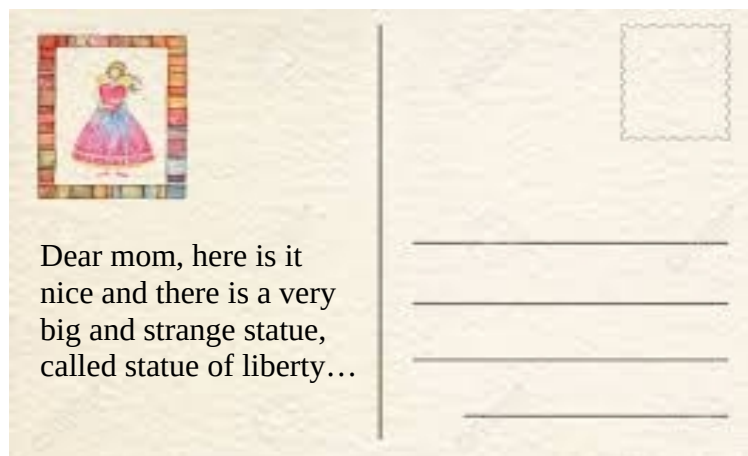 Dear mom, here is it
nice and there is a very
big and strange statue,
called statue of liberty…